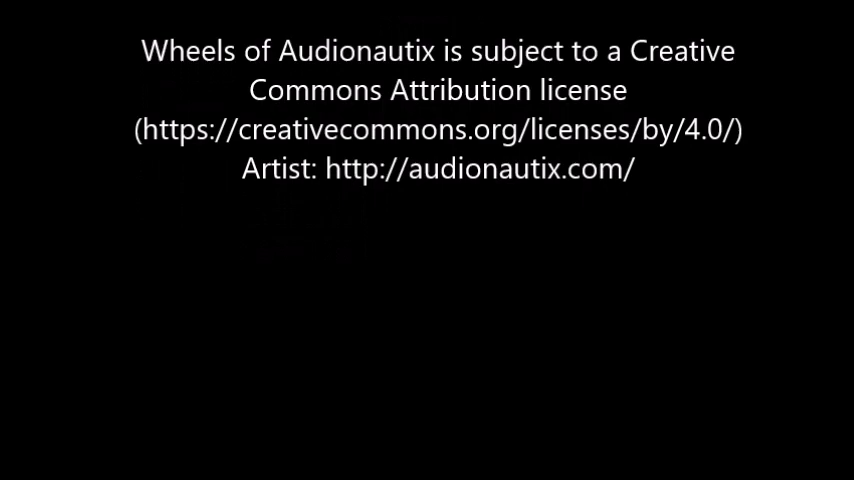 Wheels of Audionautix is subject to a Creative
Commons Attribution license
(https://creativecommons.org/licenses/by/4.0/)
Artist: http://audionautix.com/